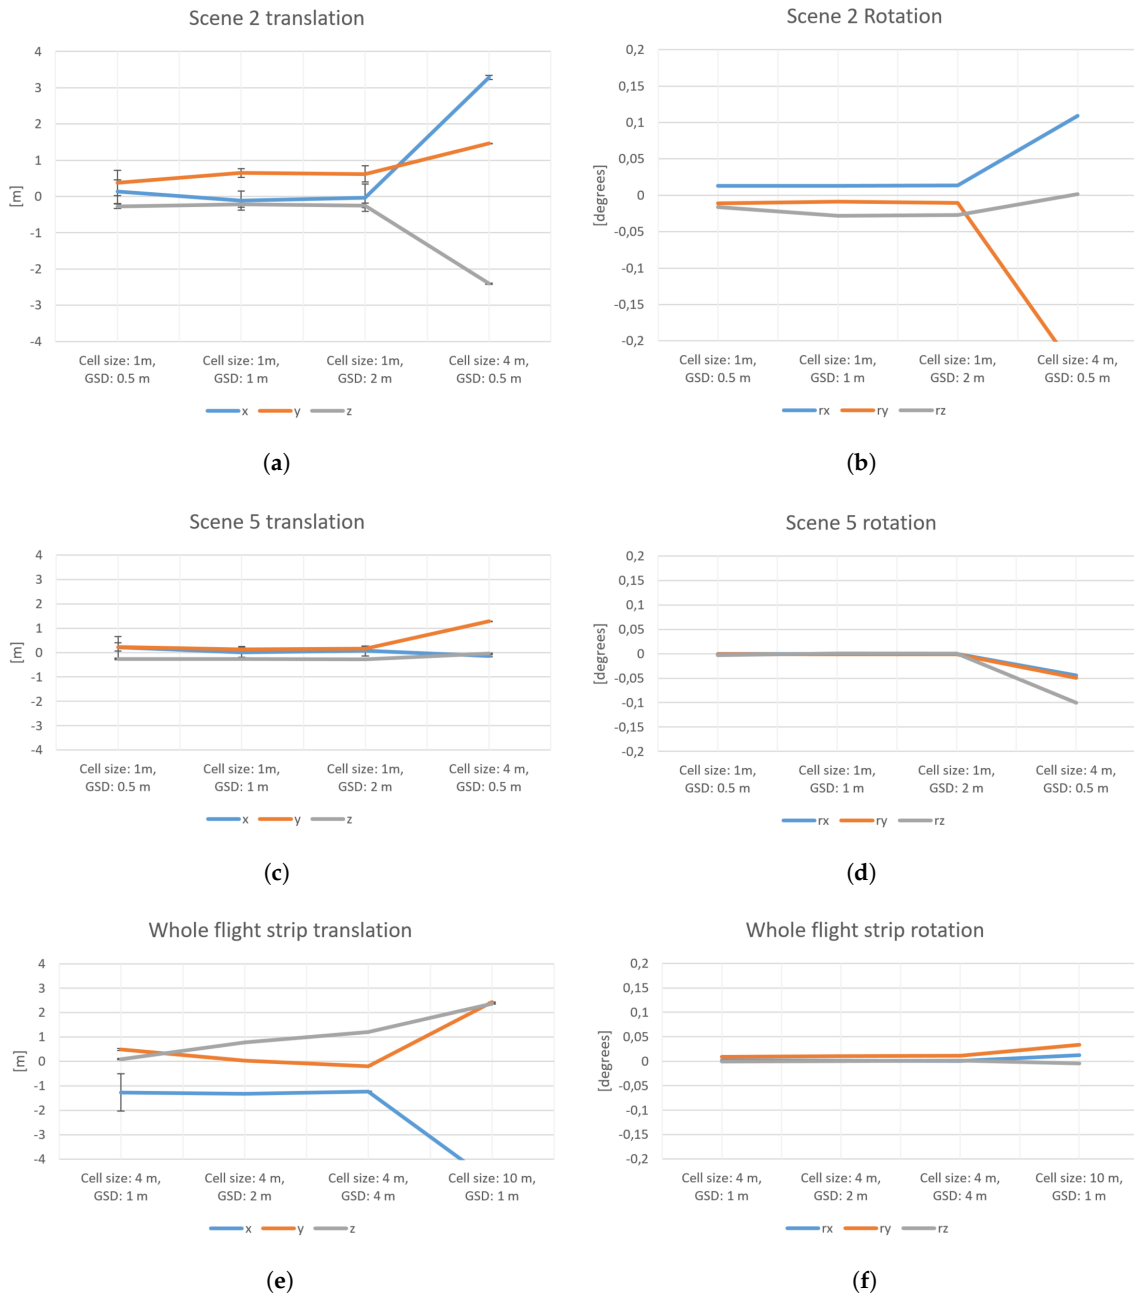 Scene 2 translation
4
3
2
1
0
-1
-2
-3
-4
[m]
Cell size: 1m, GSD: 0.5 m
Cell size: 1m, GSD: 1 m
Cell size: 1m, GSD: 2 m
Cell size: 4 m, GSD: 0.5 m
x y z
(a)
Scene 2 Rotation
0,2
0,15
0,1
0,05
0
-0,05
-0,1
-0,15
-0,2
[degrees]
Cell size: 1m, GSD: 0.5 m
Cell size: 1m, GSD: 1 m
Cell size: 1m, GSD: 2 m
Cell size: 4 m, GSD: 0.5 m
rx ry rz
(b)
Scene 5 translation
4
3
2
1
0
-1
-2
-3
-4
[m]
Cell size: 1m, GSD: 0.5 m
Cell size: 1m, GSD: 1 m
Cell size: 1m, GSD: 2 m
Cell size: 4 m, GSD: 0.5 m
x y z
(c)
Scene 5 rotation
0,2
0,15
0,1
0,05
0
-0,05
-0,1
-0,15
-0,2
[degrees]
Cell size: 1m, GSD: 0.5 m
Cell size: 1m, GSD: 1 m
Cell size: 1m, GSD: 2 m
Cell size: 4 m, GSD: 0.5 m
rx ry rz
(d)
Whole flight strip translation
4
3
2
1
0
-1
-2
-3
-4
[m]
Cell size: 4 m, GSD: 1 m
Cell size: 4 m, GSD: 2 m
Cell size: 4 m, GSD: 4 m
Cell size: 10 m, GSD: 1 m
x y z
(e)
Whole flight strip rotation
0,2
0,15
0,1
0,05
0
-0,05
-0,1
-0,15
-0,2
[degrees]
Cell size: 4 m, GSD: 1 m
Cell size: 4 m, GSD: 2 m
Cell size: 4 m, GSD: 4 m
Cell size: 10 m, GSD: 1 m
rx ry rz
(f)